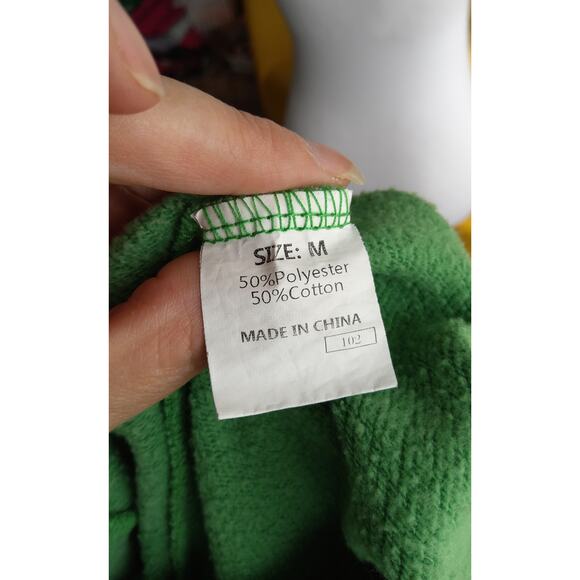 SIZE: M
50%Polyester
50%Cotton
MADE IN CHINA
102